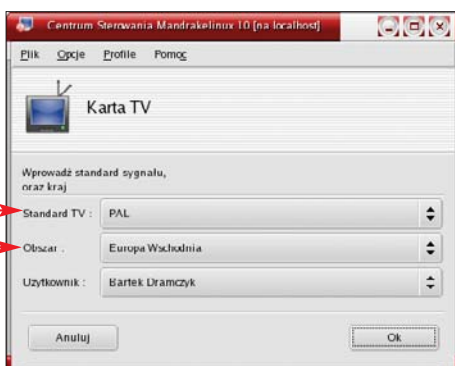 Centrum Sterowania Mandrakelinux 10 [na localhost]
Plik Opcje Profile Pomoc
Karta TV
Wprowadź standard sygnału,
oraz kraj
Standard TV : PAL
Obszar : Europa Wschodnia
Użytkownik : Bartek Dramczyk
Anuluj Ok